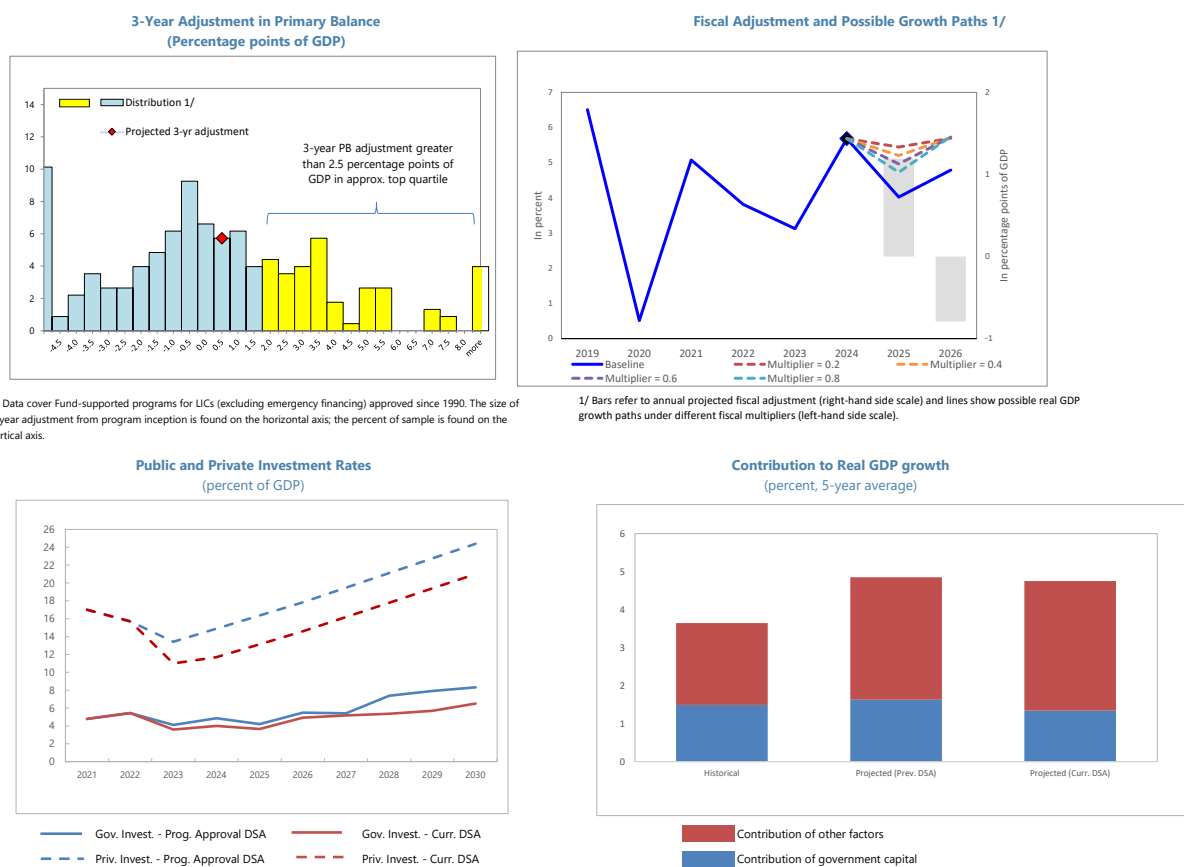 3-Year Adjustment in Primary Balance
(Percentage points of GDP)
14
12
10
8
6
4
2
0
Distribution 1/
Projected 3-yr adjustment
3-year PB adjustment greater
than 2.5 percentage points of
GDP in approx. top quartile
-4.5
-4.0
-3.5
-3.0
-2.5
-2.0
-1.5
-1.0
-0.5
0.0
0.5
1.0
1.5
2.0
2.5
3.0
3.5
4.0
4.5
5.0
5.5
6.0
6.5
7.0
7.5
8.0
more
Data cover Fund-supported programs for LICs (excluding emergency financing) approved since 1990. The size of
year adjustment from program inception is found on the horizontal axis; the percent of sample is found on the
rtical axis.
Fiscal Adjustment and Possible Growth Paths 1/
In percent
7
6
5
4
3
2
1
0
2
1
0
-1
In percentage points of GDP
2019 2020 2021 2022 2023 2024 2025 2026
Baseline Multiplier = 0.2 Multiplier = 0.4
Multiplier = 0.6 Multiplier = 0.8
1/ Bars refer to annual projected fiscal adjustment (right-hand side scale) and lines show possible real GDP
growth paths under different fiscal multipliers (left-hand side scale).
Public and Private Investment Rates
(percent of GDP)
26
24
22
20
18
16
14
12
10
8
6
4
2
0
2021 2022 2023 2024 2025 2026 2027 2028 2029 2030
Gov. Invest. - Prog. Approval DSA Gov. Invest. - Curr. DSA
Priv. Invest. - Prog. Approval DSA Priv. Invest. - Curr. DSA
Contribution to Real GDP growth
(percent, 5-year average)
6
5
4
3
2
1
0
Historical Projected (Prev. DSA) Projected (Curr. DSA)
Contribution of other factors
Contribution of government capital